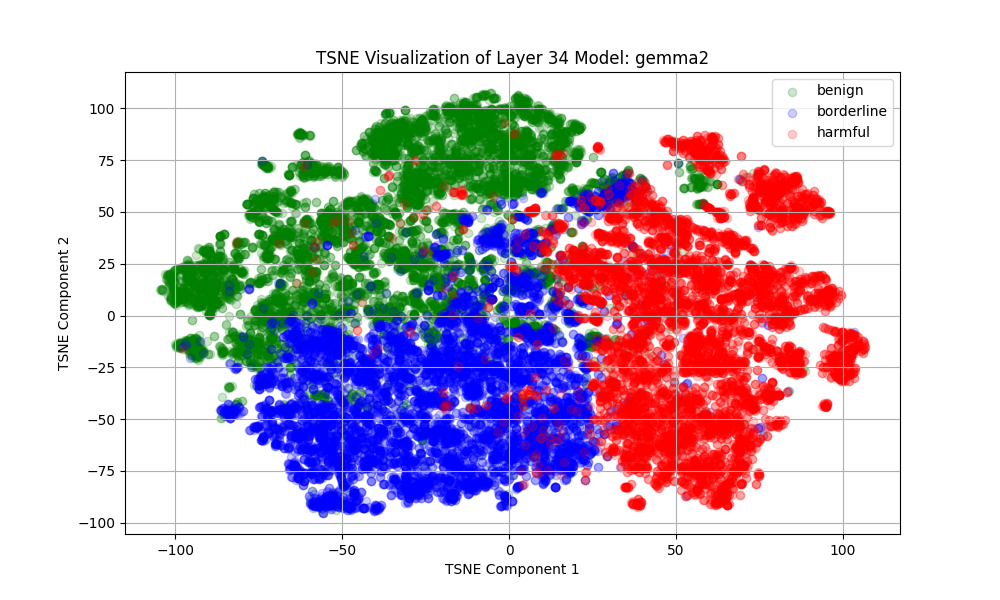 TSNE Visualization of Layer 34 Model: gemma2
benign
borderline
harmful
100
75
50
25
0
−25
−50
−75
−100
TSNE Component 2
−100 −50 0 50 100
TSNE Component 1